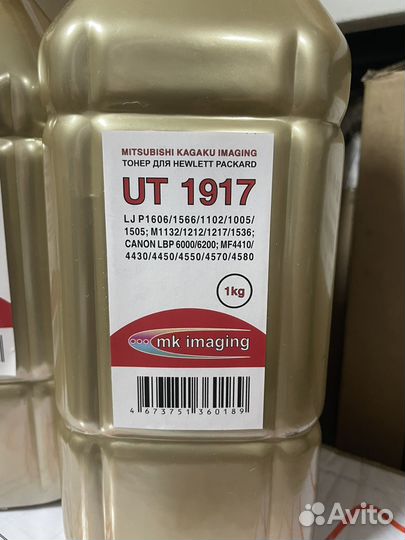 MITSUBISHI KAGAKU IMAGING
ТОНЕР ДЛЯ HEWLETT PACKARD
UT 1917
LJ P1606/1566/1102/1005/
1505; M1132/1212/1217/1536;
CANON LBP 6000/6200; MF4410/
4430/4450/4550/4570/4580
1kg
mk imaging
4 673751 360189
Avito